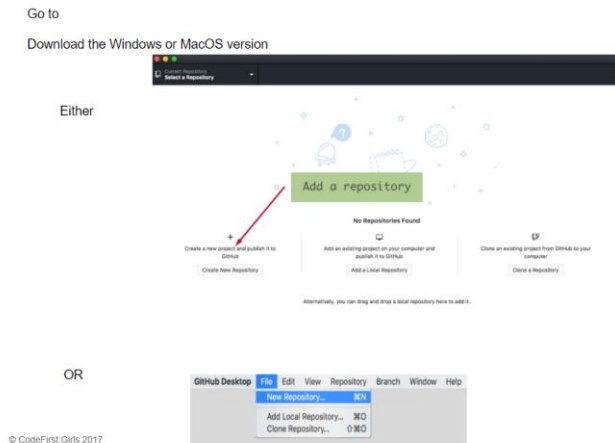 Go to
Download the Windows or MacOS version
Current Repository
Select a Repository
Either
Add a repository
No Repositories Found
Create a new project and publish it to
GitHub
Create New Repository
Add an existing project on your computer and
publish it to GitHub
Add a Local Repository
Clone an existing project from GitHub to your
computer
Clone a Repository
Alternatively, you can drag and drop a local repository here to add it.
OR
GitHub Desktop File Edit View Repository Branch Window Help
New Repository... ⌘N
Add Local Repository... ⌘O
Clone Repository... ⇧⌘O
© CodeFirst:Girls 2017